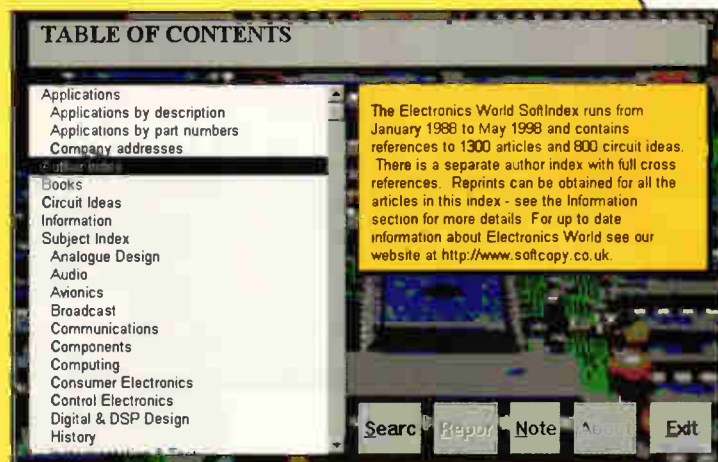 TABLE OF CONTENTS
Applications
Applications by description
Applications by part numbers
Company addresses
Author index
Books
Circuit Ideas
Information
Subject Index
Analogue Design
Audio
Avionics
Broadcast
Communications
Components
Computing
Consumer Electronics
Control Electronics
Digital & DSP Design
History
The Electronics World SoftIndex runs from
January 1988 to May 1998 and contains
references to 1300 articles and 800 circuit ideas.
There is a separate author index with full cross
references. Reprints can be obtained for all the
articles in this index - see the Information
section for more details. For up to date
information about Electronics World see our
website at http://www.softcopy.co.uk.
Searc
Repor
Note
About
Exit